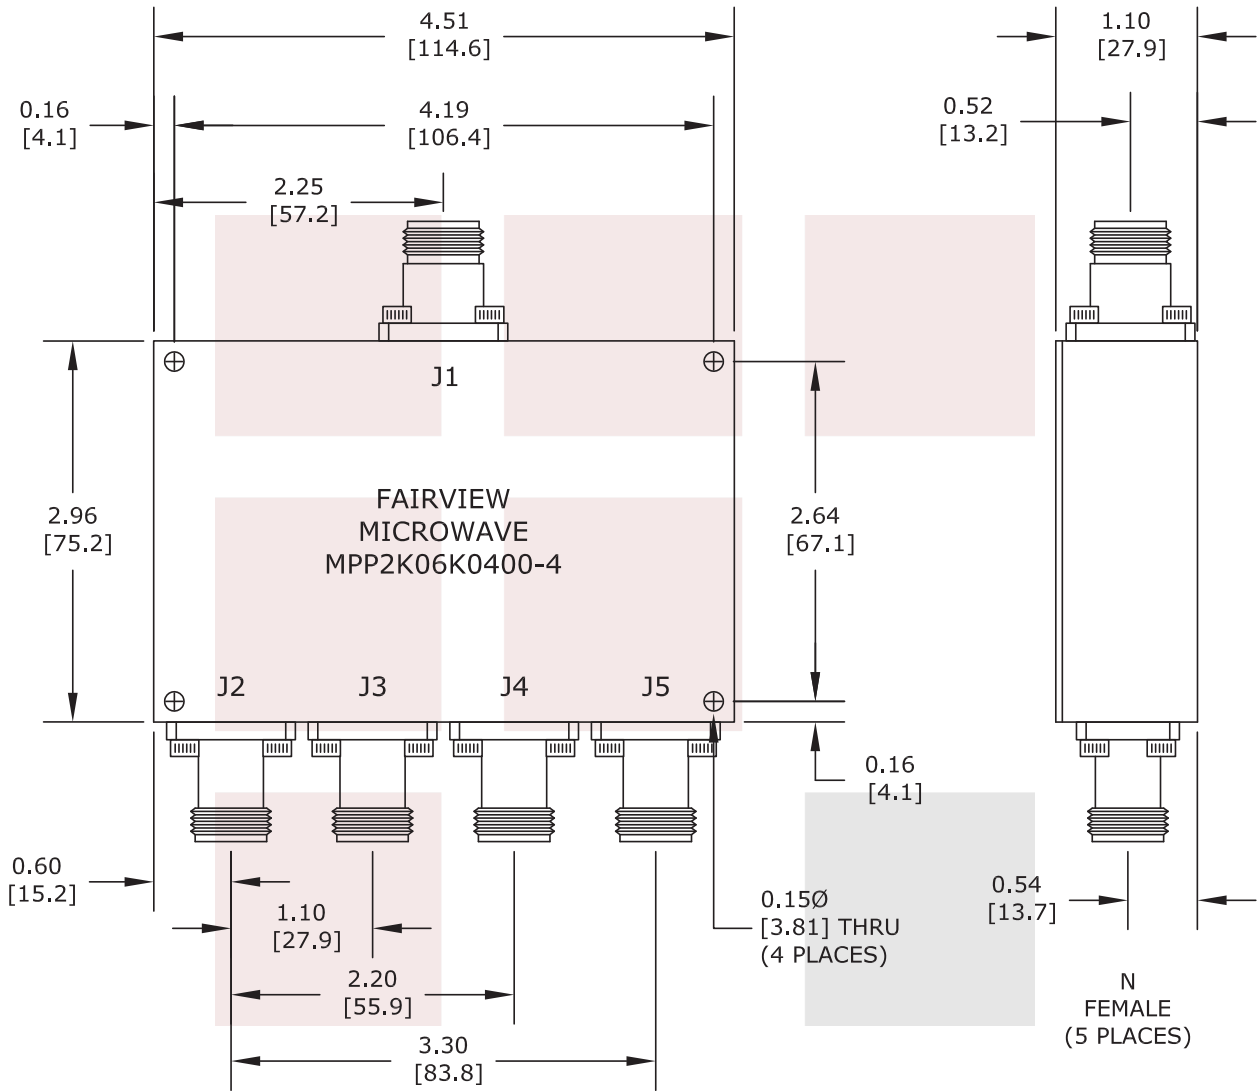 4.51
[114.6]
1.10
[27.9]
0.16
[4.1]
4.19
[106.4]
0.52
[13.2]
2.25
[57.2]
J1
2.96
[75.2]
FAIRVIEW
MICROWAVE
MPP2K06K0400-4
2.64
[67.1]
J2
J3
J4
J5
0.16
[4.1]
0.60
[15.2]
1.10
[27.9]
0.15Ø
[3.81] THRU
(4 PLACES)
0.54
[13.7]
2.20
[55.9]
N
FEMALE
(5 PLACES)
3.30
[83.8]